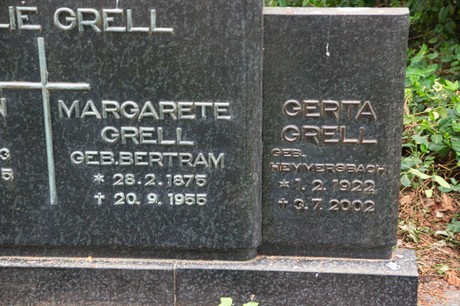 LIE GRELL
MARGARETE
GRELL
GEB.BERTRAM
* 28.2.1875
† 20.9.1955
GERTA
GRELL
GEB.
HEYMERSBACH
* 1.2.1922
† 3.7.2002